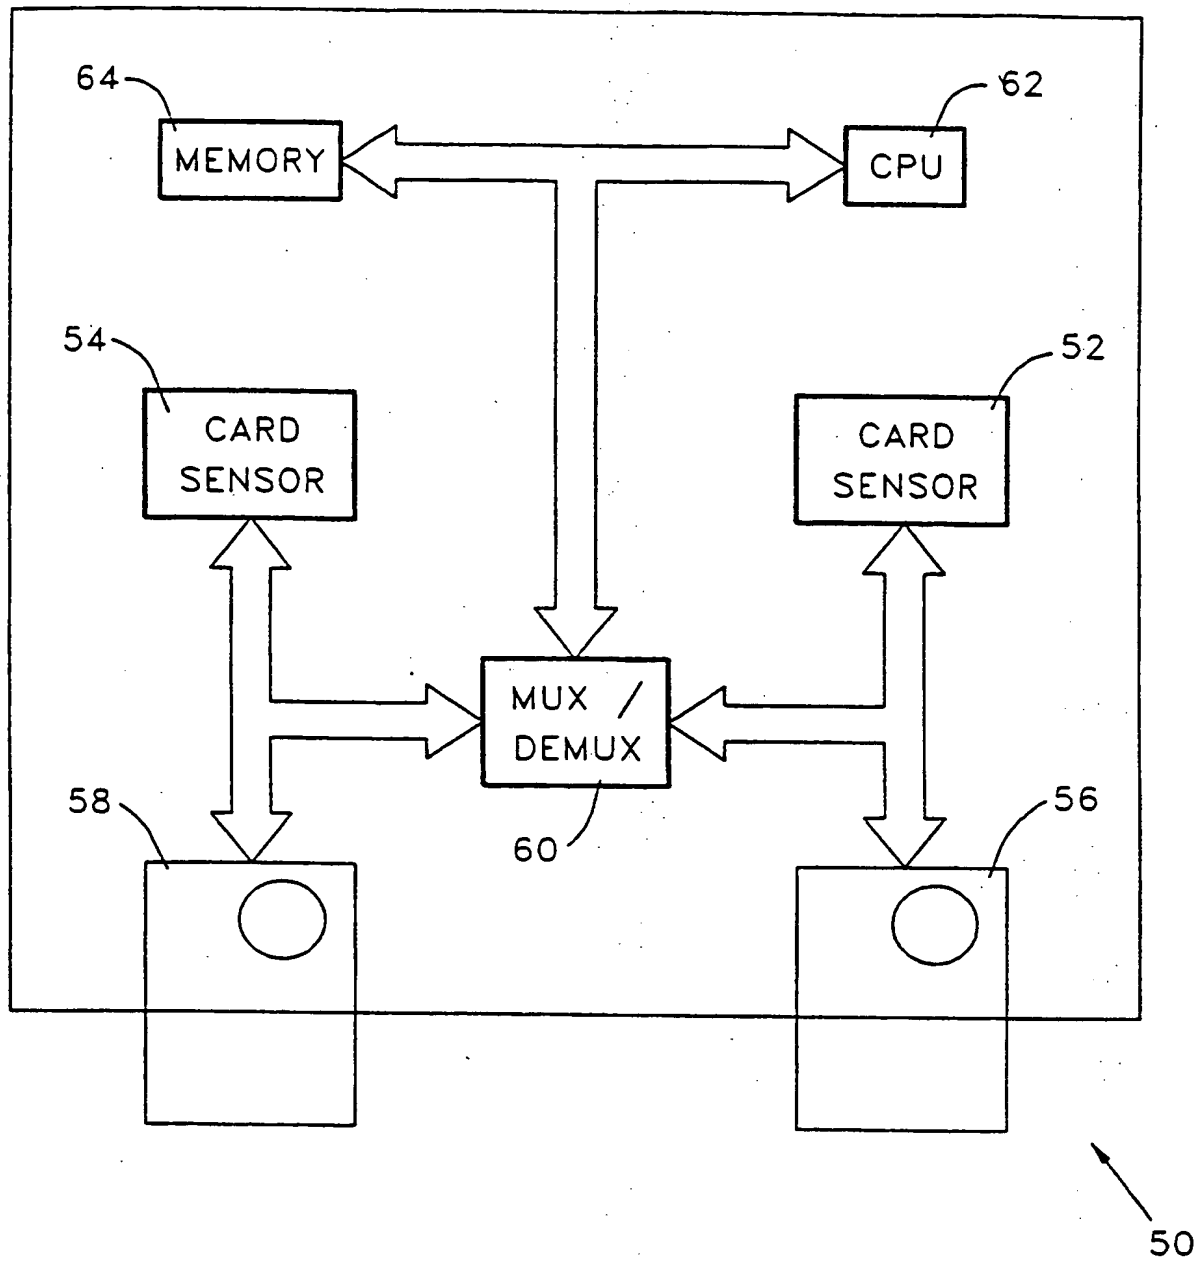 64
62
MEMORY
CPU
54
52
CARD
SENSOR
CARD
SENSOR
MUX /
DEMUX
58
60
56
50